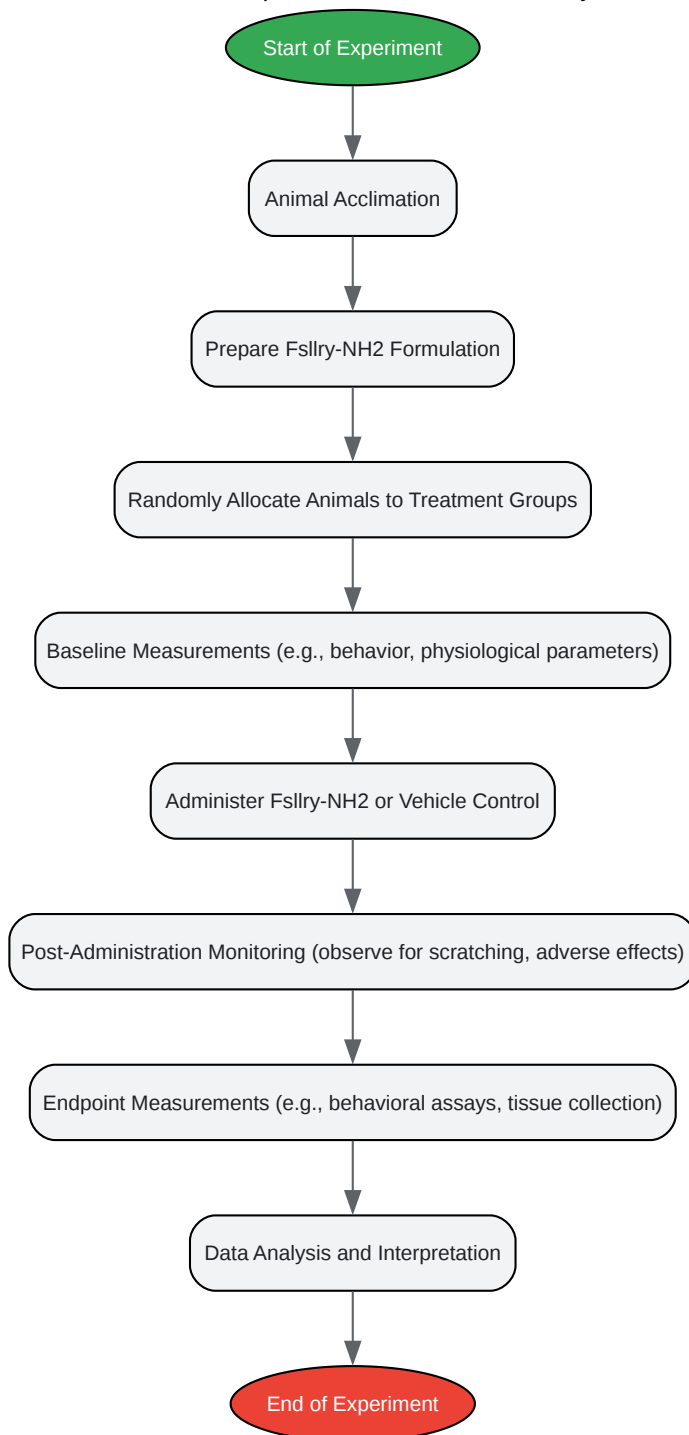 Start of Experiment
Animal Acclimation
Prepare Fsllry-NH2 Formulation
Randomly Allocate Animals to Treatment Groups
Baseline Measurements (e.g., behavior, physiological parameters)
Administer Fsllry-NH2 or Vehicle Control
Post-Administration Monitoring (observe for scratching, adverse effects)
Endpoint Measurements (e.g., behavioral assays, tissue collection)
Data Analysis and Interpretation
End of Experiment